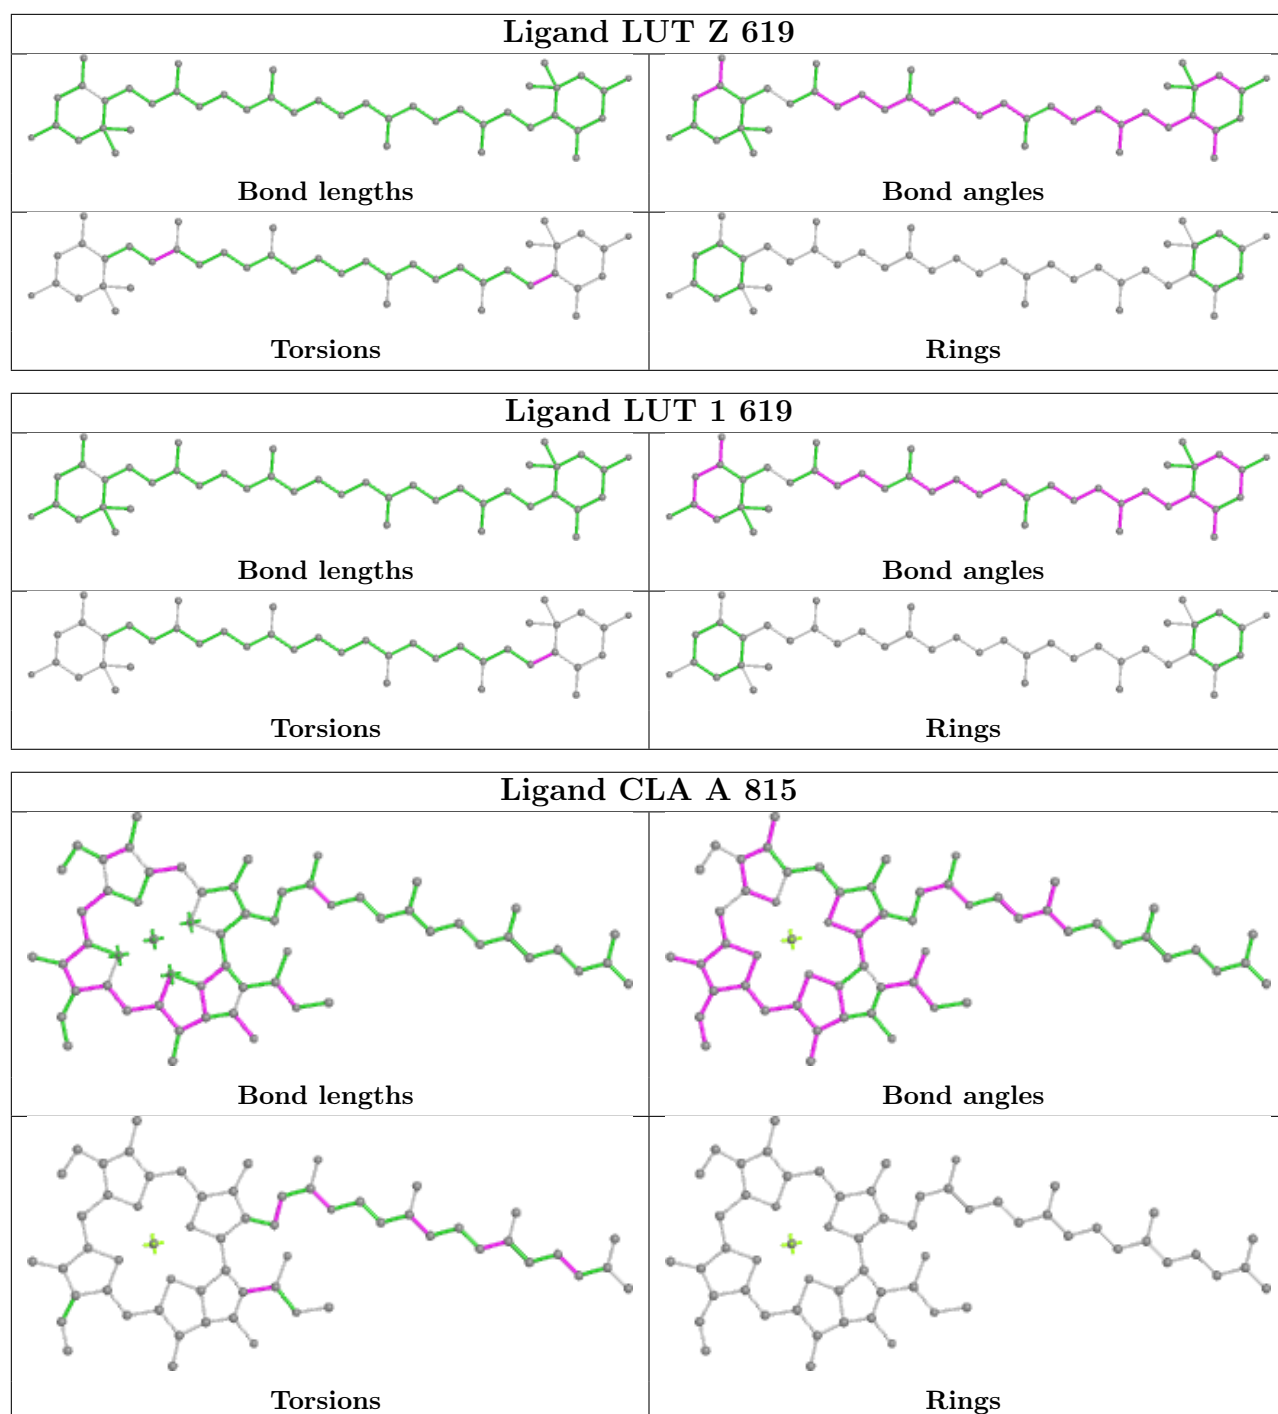 Ligand LUT Z 619
Bond lengths
Bond angles
Torsions
Rings
Ligand LUT 1 619
Bond lengths
Bond angles
Torsions
Rings
Ligand CLA A 815
Bond lengths
Bond angles
Torsions
Rings